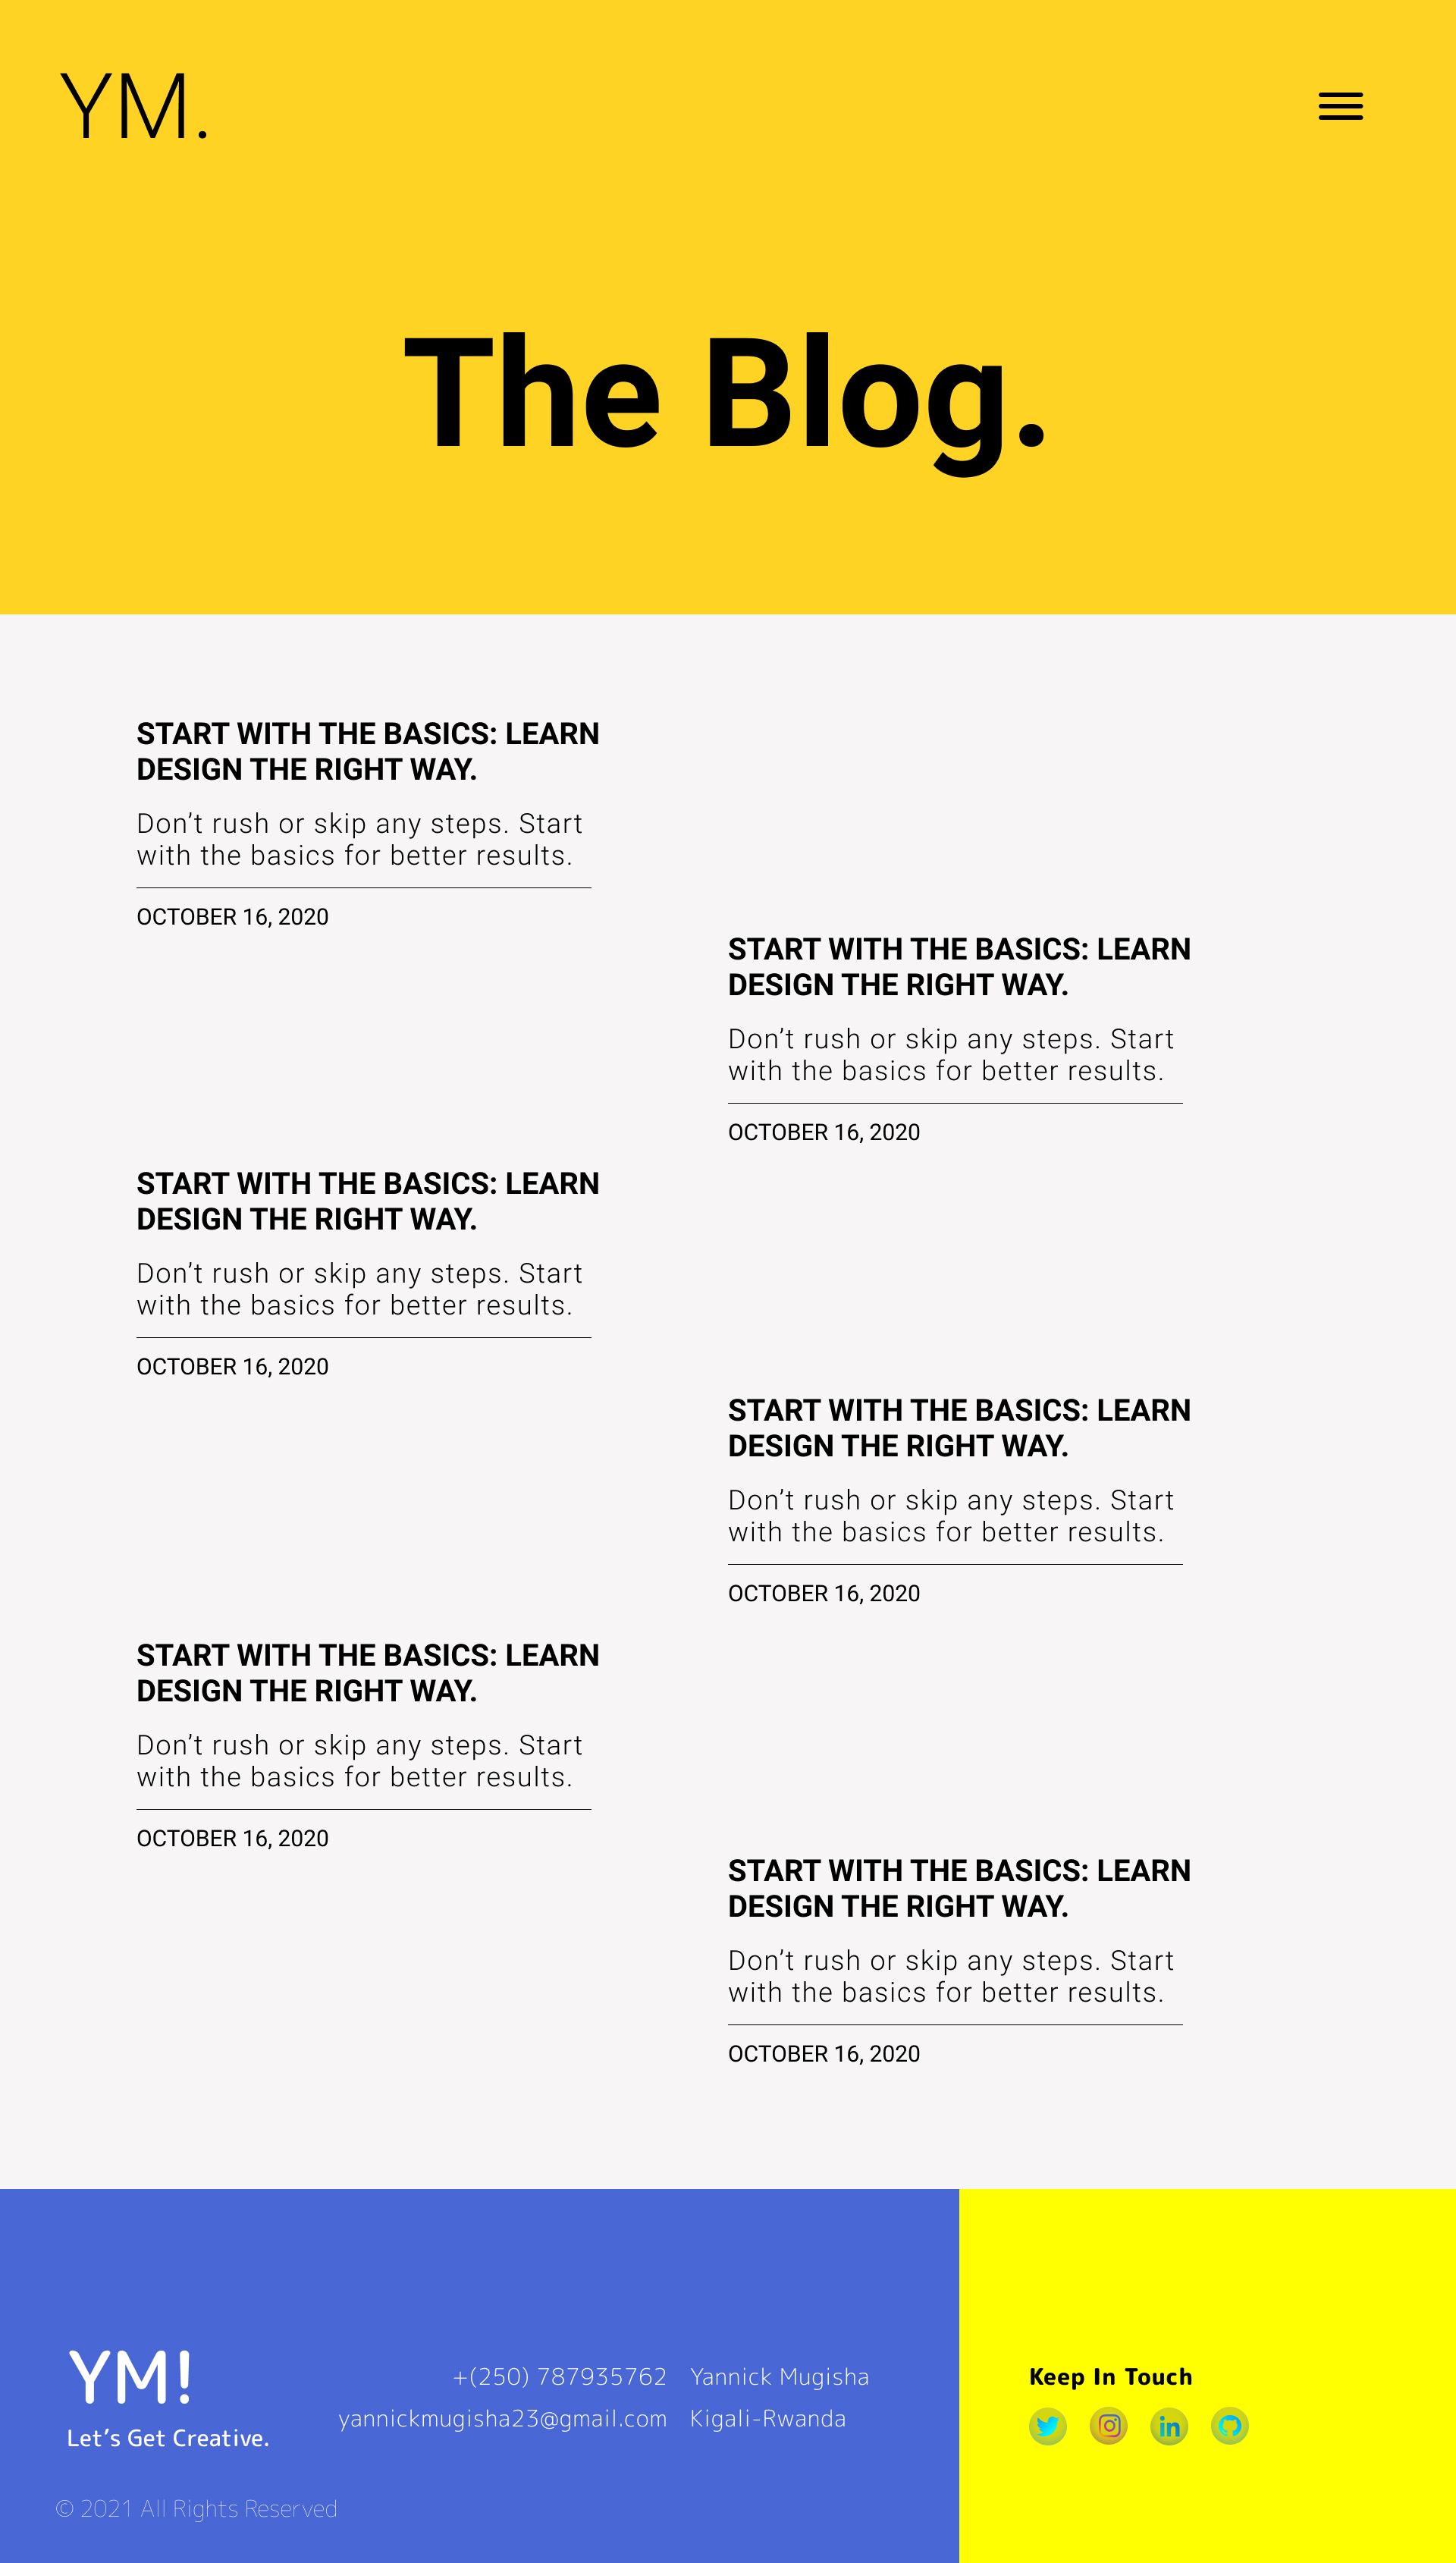 YM.
The Blog.
START WITH THE BASICS: LEARN
DESIGN THE RIGHT WAY.
Don’t rush or skip any steps. Start
with the basics for better results.
OCTOBER 16, 2020
START WITH THE BASICS: LEARN
DESIGN THE RIGHT WAY.
Don’t rush or skip any steps. Start
with the basics for better results.
OCTOBER 16, 2020
START WITH THE BASICS: LEARN
DESIGN THE RIGHT WAY.
Don’t rush or skip any steps. Start
with the basics for better results.
OCTOBER 16, 2020
START WITH THE BASICS: LEARN
DESIGN THE RIGHT WAY.
Don’t rush or skip any steps. Start
with the basics for better results.
OCTOBER 16, 2020
START WITH THE BASICS: LEARN
DESIGN THE RIGHT WAY.
Don’t rush or skip any steps. Start
with the basics for better results.
OCTOBER 16, 2020
START WITH THE BASICS: LEARN
DESIGN THE RIGHT WAY.
Don’t rush or skip any steps. Start
with the basics for better results.
OCTOBER 16, 2020
YM!
Let’s Get Creative.
+(250) 787935762
yannickmugisha23@gmail.com
Yannick Mugisha
Kigali-Rwanda
Keep In Touch
© 2021 All Rights Reserved